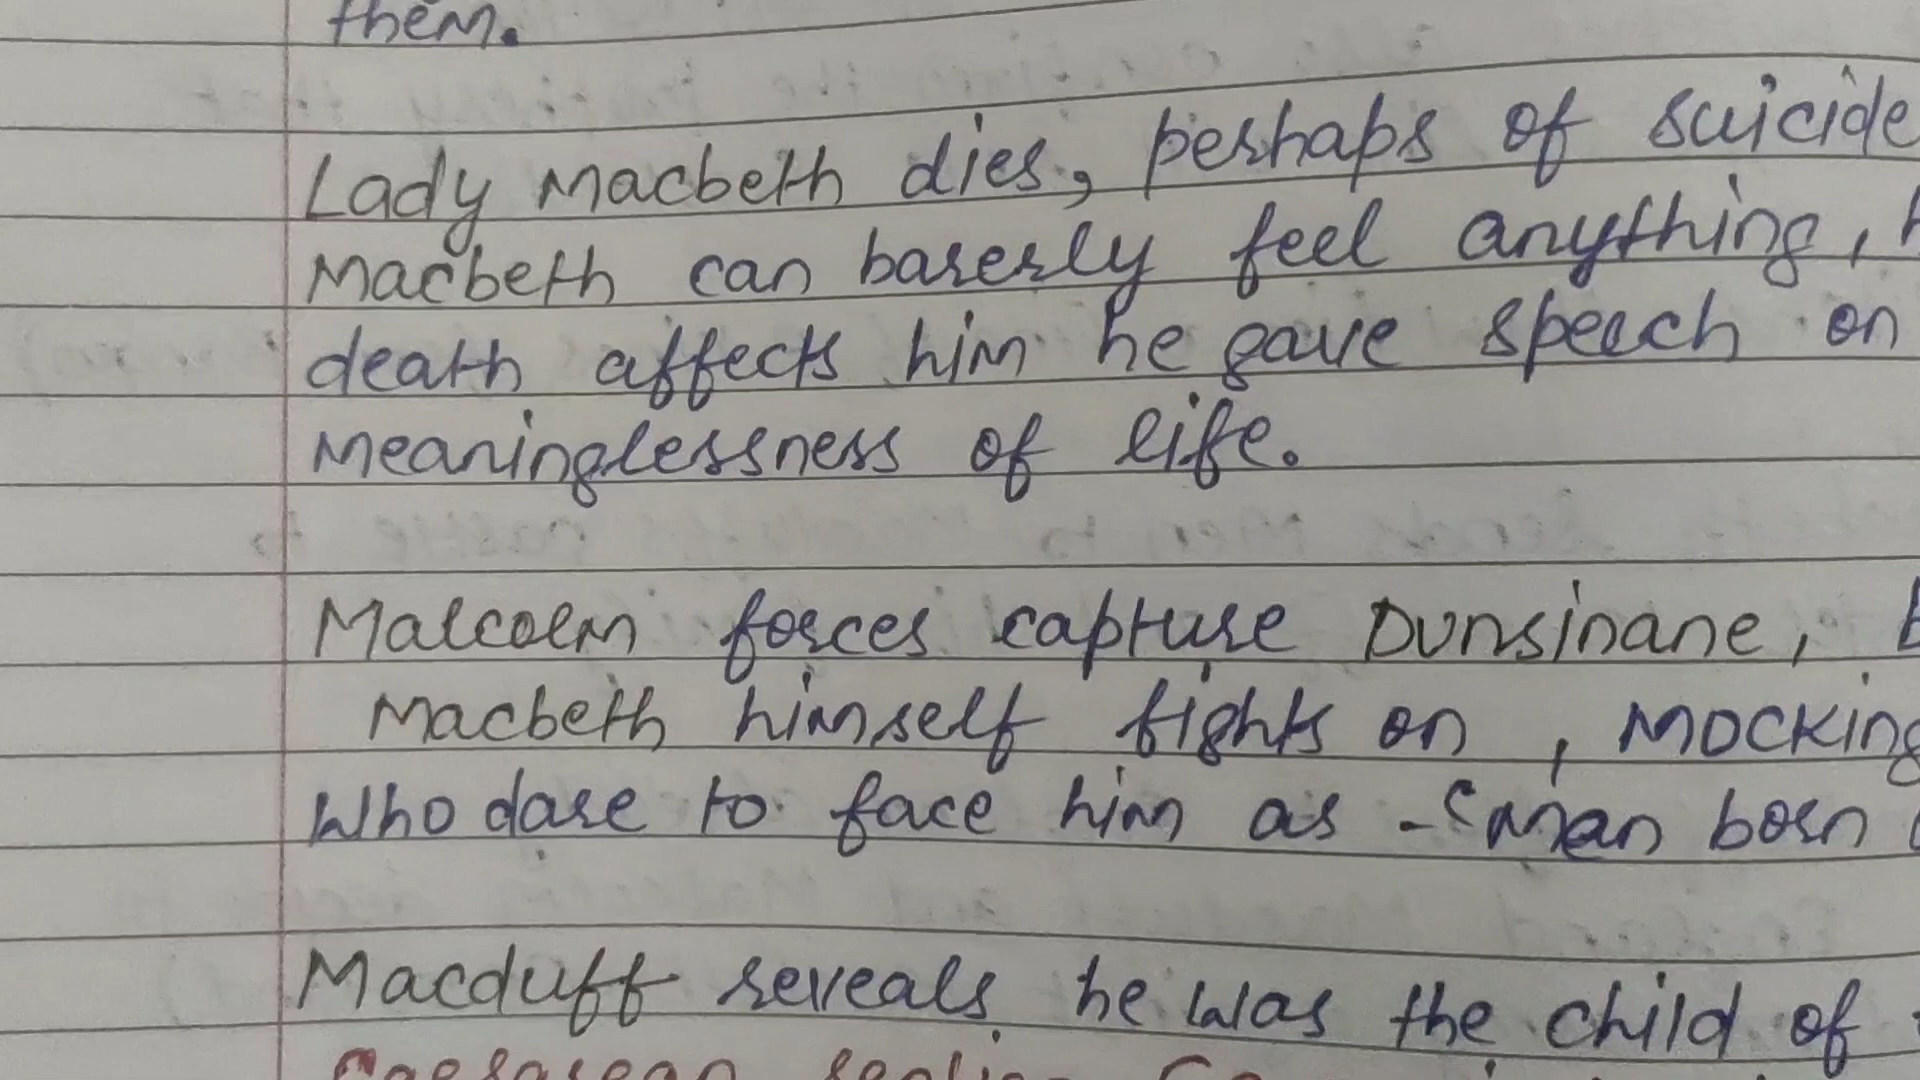 them.
Lady Macbeth dies, perhaps of suicide
Macbeth can barerly feel anything,
death affects him he gave speech on
meaninglessness of life.
Malcolm forces capture Dunsinane,
Macbeth himself fights on , mocking
who dare to face him as - "man born
Macduff reveals he was the child of
Caesarean